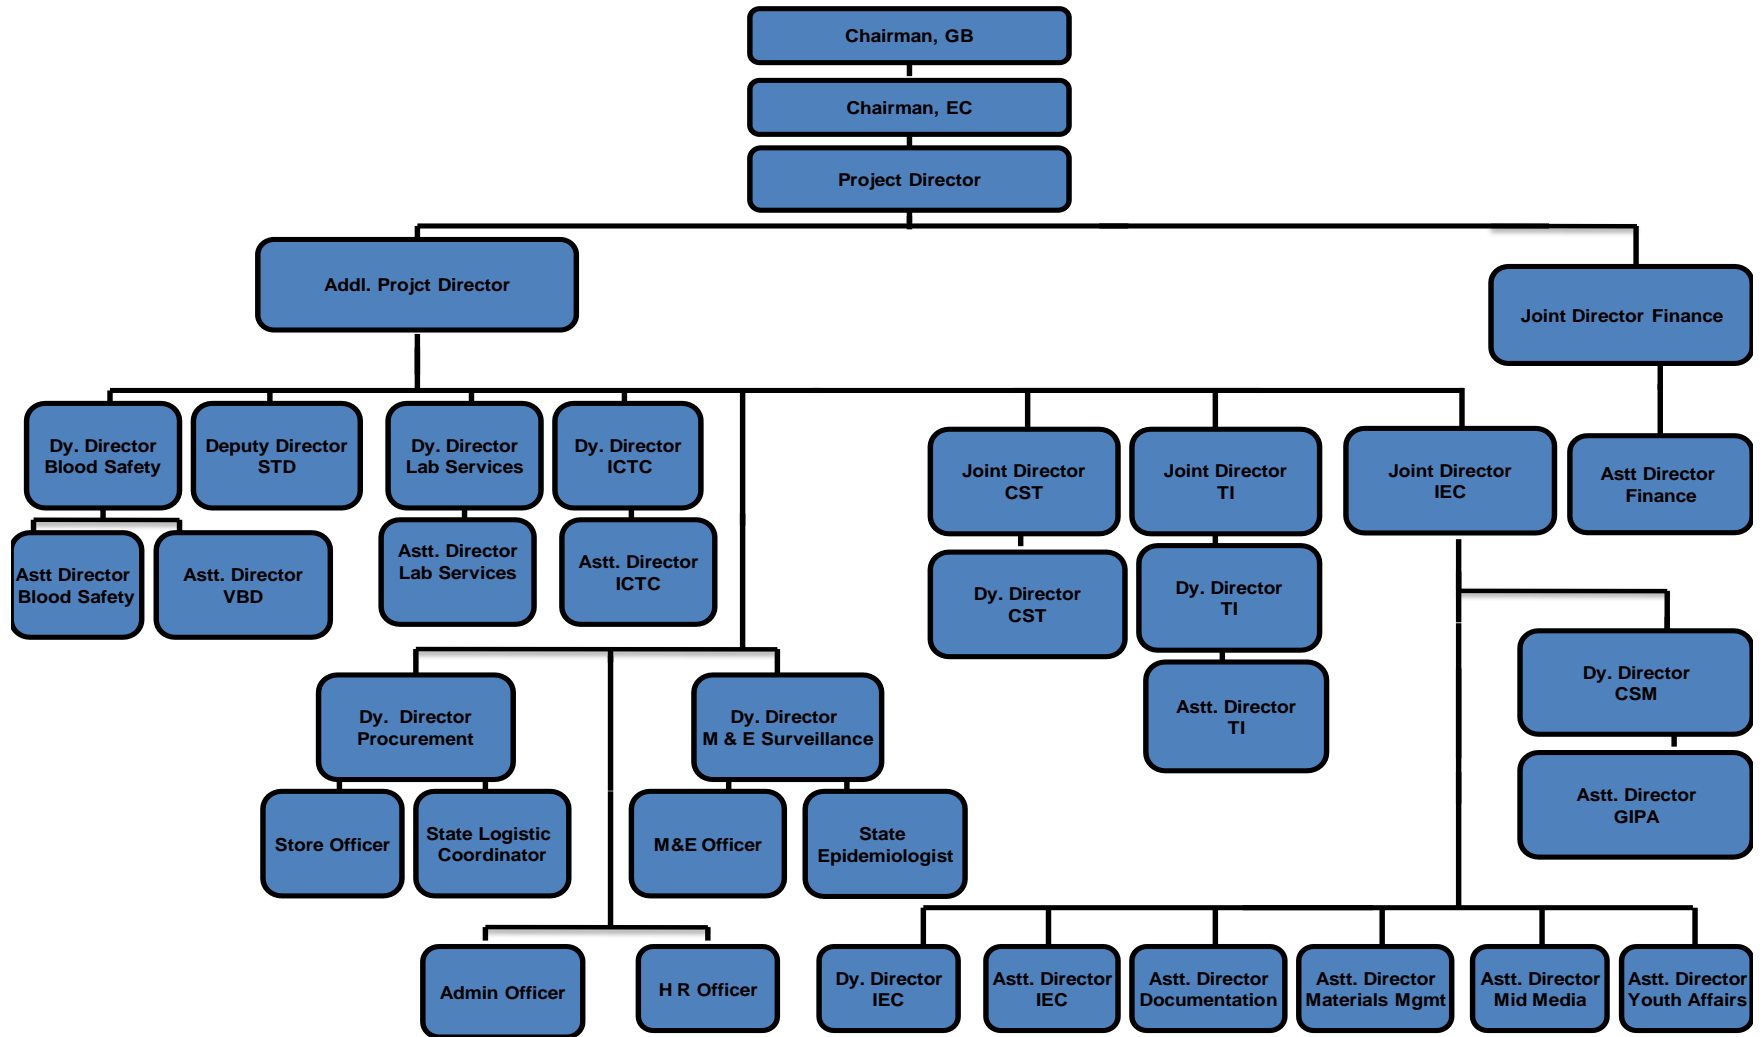 Chairman, GB
Chairman, EC
Project Director
Addl. Projct Director
Joint Director Finance
Dy. Director
Blood Safety
Deputy Director
STD
Dy. Director
Lab Services
Dy. Director
ICTC
Joint Director
CST
Joint Director
TI
Joint Director
IEC
Astt Director
Finance
Astt Director
Blood Safety
Astt. Director
VBD
Astt. Director
Lab Services
Astt. Director
ICTC
Dy. Director
CST
Dy. Director
TI
Astt. Director
TI
Dy. Director
CSM
Astt. Director
GIPA
Dy. Director
Procurement
Dy. Director
M & E Surveillance
Store Officer
State Logistic
Coordinator
M&E Officer
State
Epidemiologist
Admin Officer
H R Officer
Dy. Director
IEC
Astt. Director
IEC
Astt. Director
Documentation
Astt. Director
Materials Mgmt
Astt. Director
Mid Media
Astt. Director
Youth Affairs